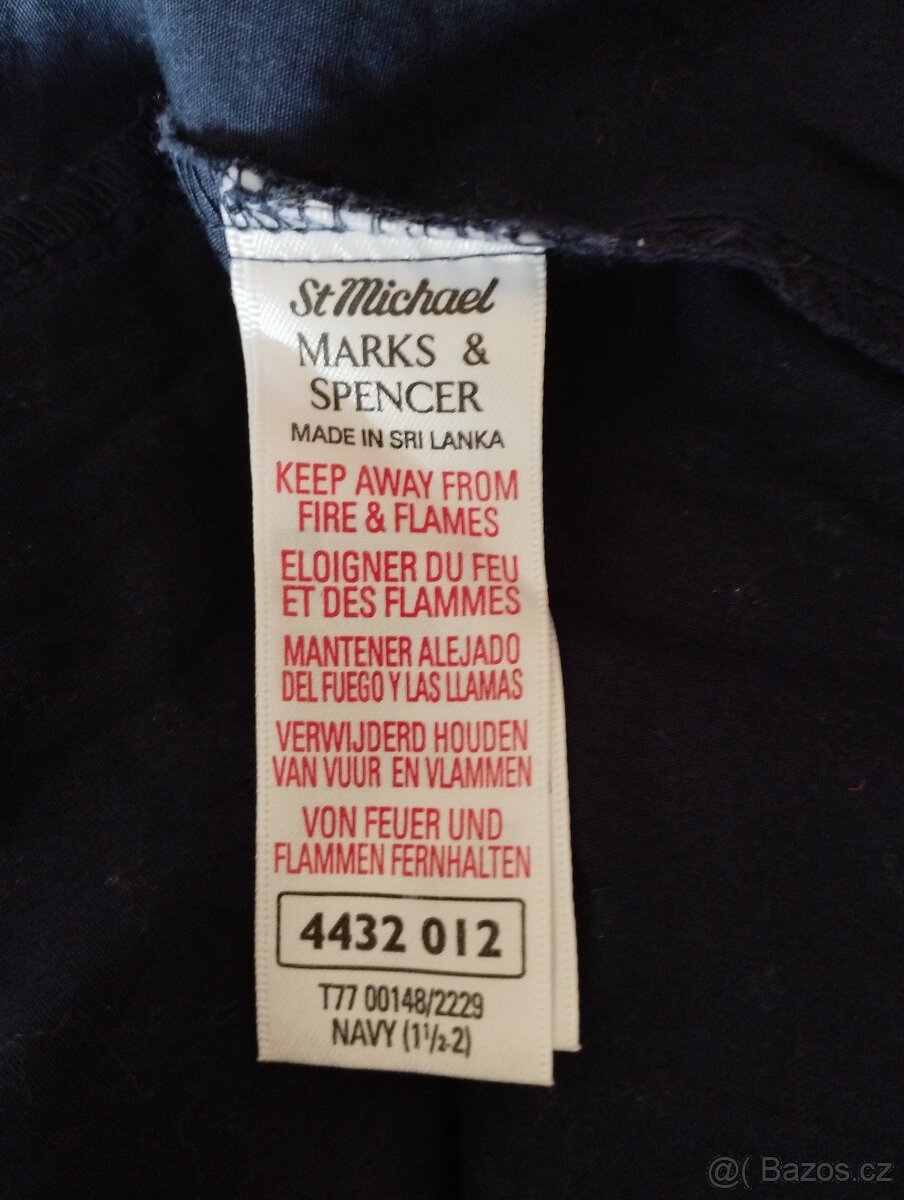 St Michael
MARKS &
SPENCER
MADE IN SRI LANKA
KEEP AWAY FROM
FIRE & FLAMES
ELOIGNER DU FEU
ET DES FLAMMES
MANTENER ALEJADO
DEL FUEGO Y LAS LLAMAS
VERWIJDERD HOUDEN
VAN VUUR EN VLAMMEN
VON FEUER UND
FLAMMEN FERNHALTEN
4432 012
T77 00148/2229
NAVY (1½-2)
@( Bazos.cz